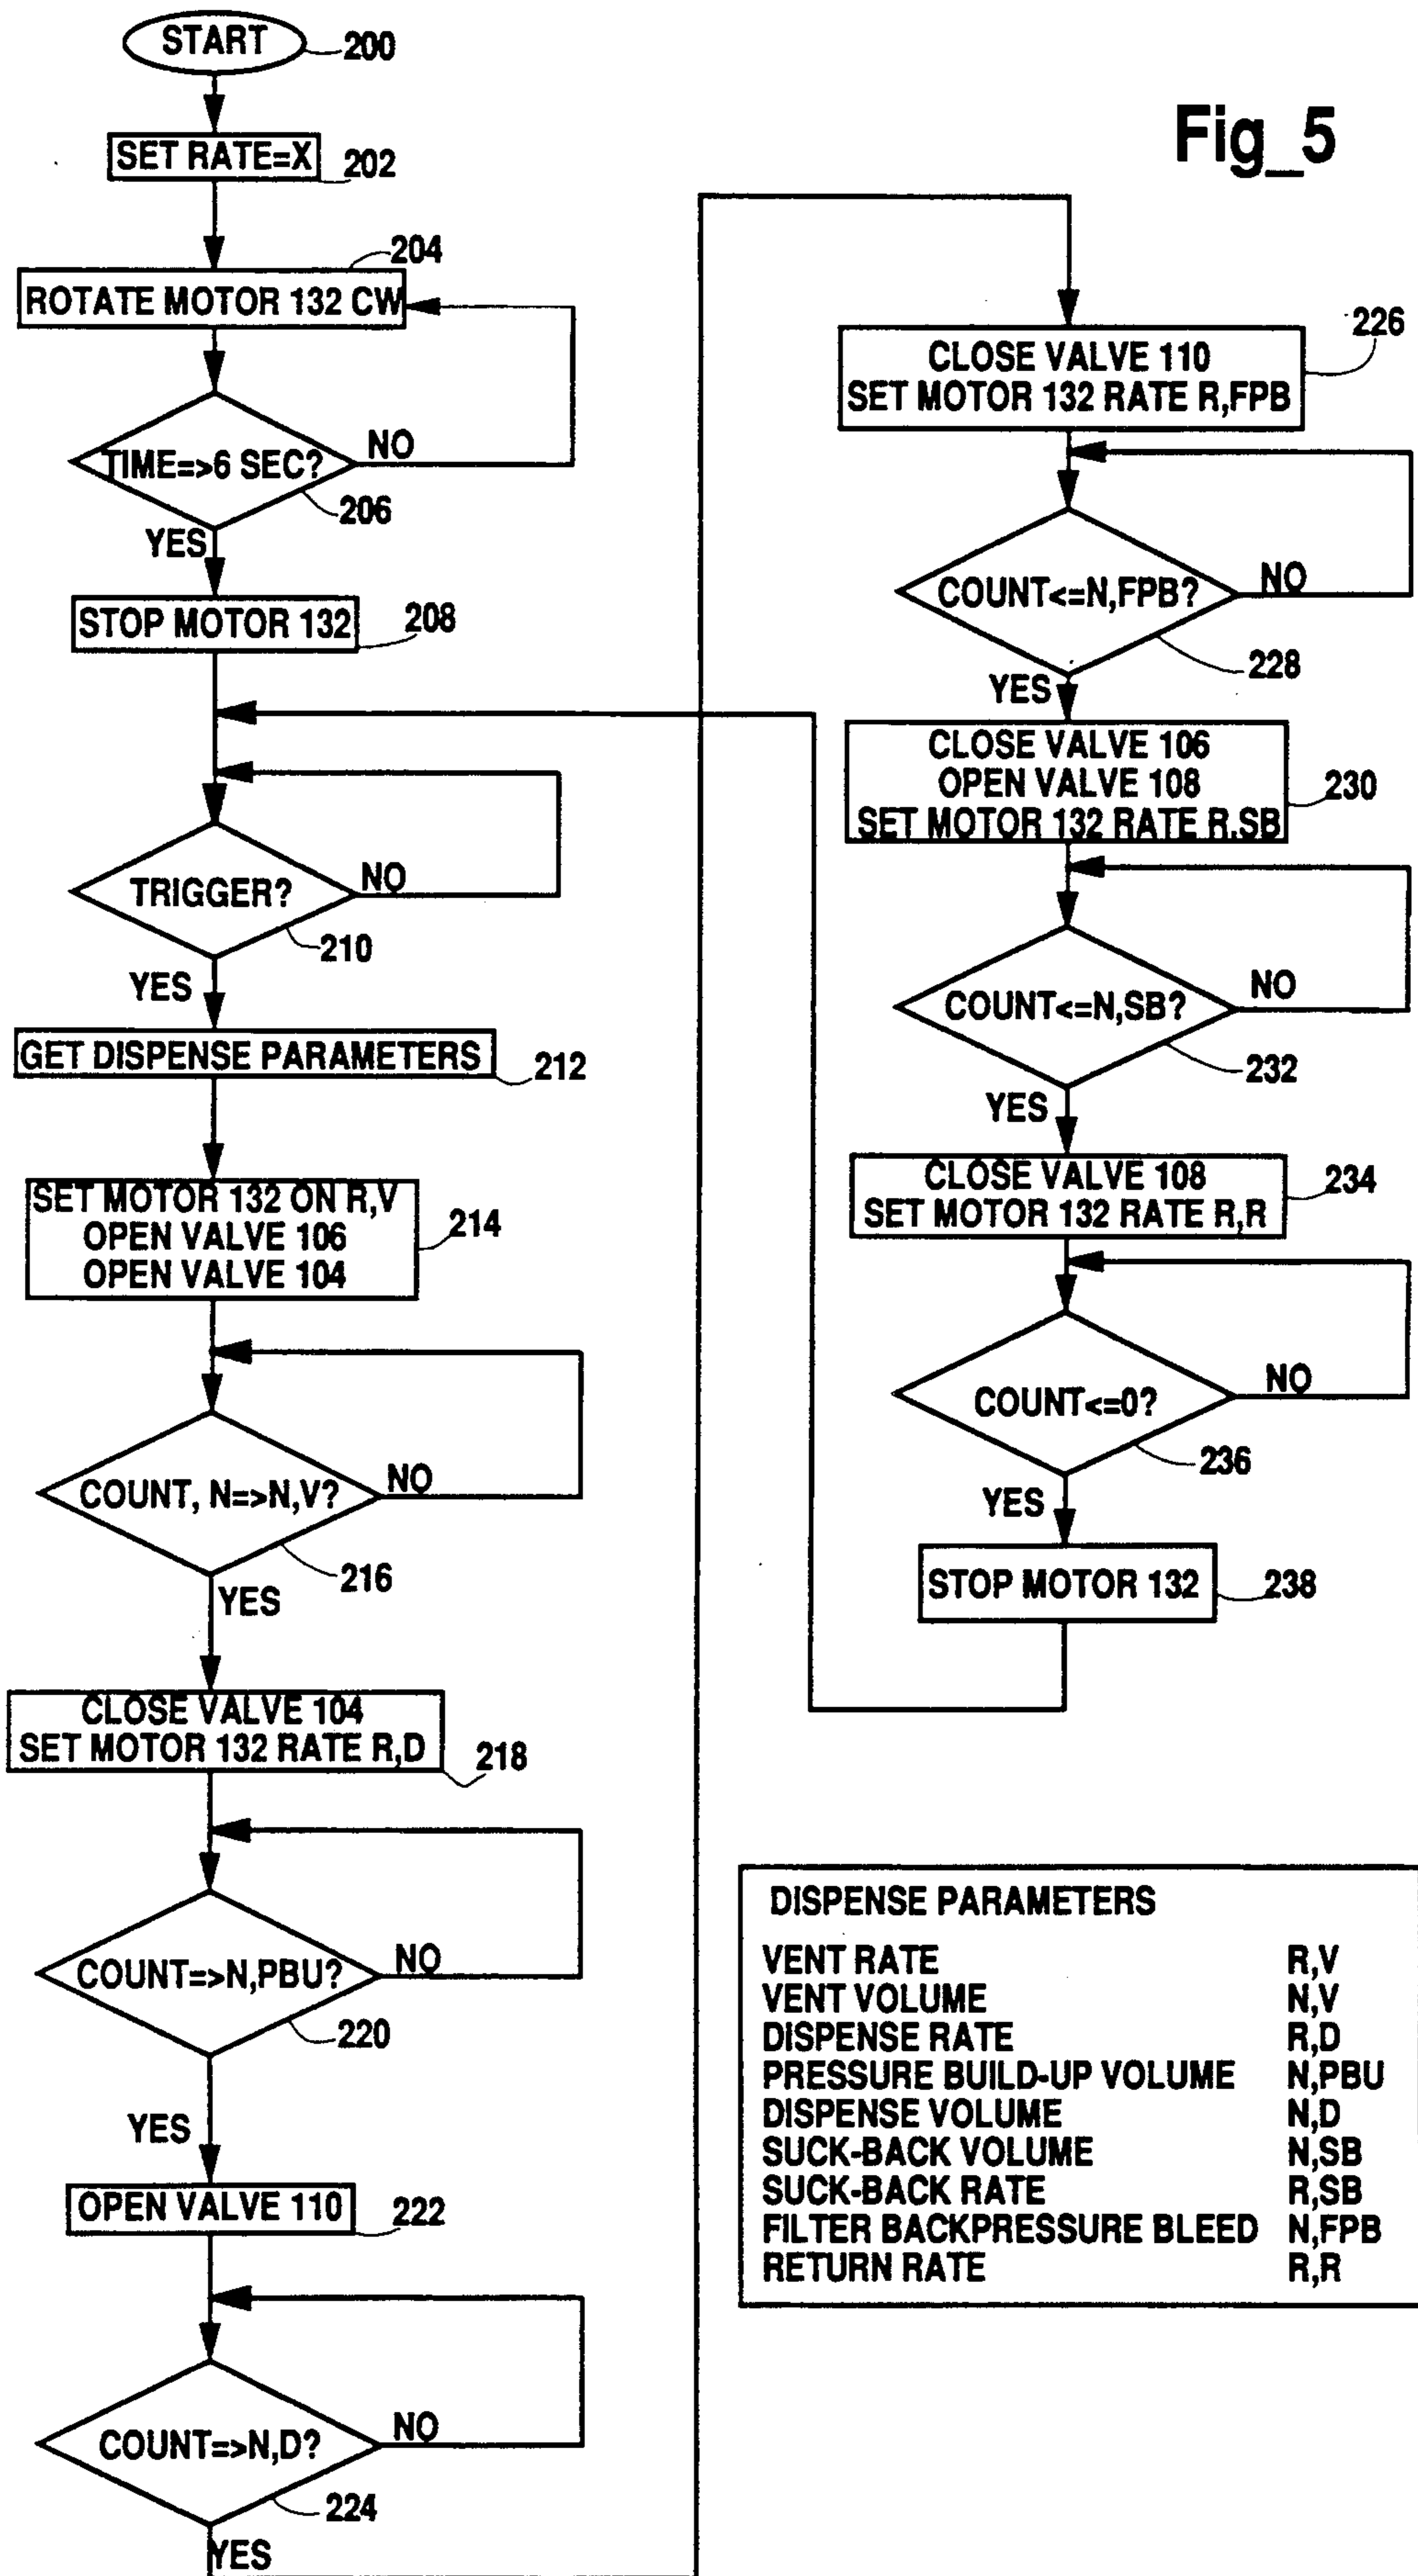 Fig_5
START
200
SET RATE=X
202
204
ROTATE MOTOR 132 CW
TIME=>6 SEC?
NO
206
YES
STOP MOTOR 132
208
TRIGGER?
NO
210
YES
GET DISPENSE PARAMETERS
212
SET MOTOR 132 ON R,V
OPEN VALVE 106
OPEN VALVE 104
214
COUNT, N=>N,V?
NO
216
YES
CLOSE VALVE 104
SET MOTOR 132 RATE R,D
218
COUNT=>N,PBU?
NO
220
YES
OPEN VALVE 110
222
COUNT=>N,D?
NO
224
YES
226
CLOSE VALVE 110
SET MOTOR 132 RATE R,FPB
COUNT<=N,FPB?
NO
228
YES
CLOSE VALVE 106
OPEN VALVE 108
SET MOTOR 132 RATE R,SB
230
COUNT<=N,SB?
NO
232
YES
CLOSE VALVE 108
SET MOTOR 132 RATE R,R
234
COUNT<=0?
NO
236
YES
STOP MOTOR 132
238
DISPENSE PARAMETERS
VENT RATE R,V
VENT VOLUME N,V
DISPENSE RATE R,D
PRESSURE BUILD-UP VOLUME N,PBU
DISPENSE VOLUME N,D
SUCK-BACK VOLUME N,SB
SUCK-BACK RATE R,SB
FILTER BACKPRESSURE BLEED N,FPB
RETURN RATE R,R